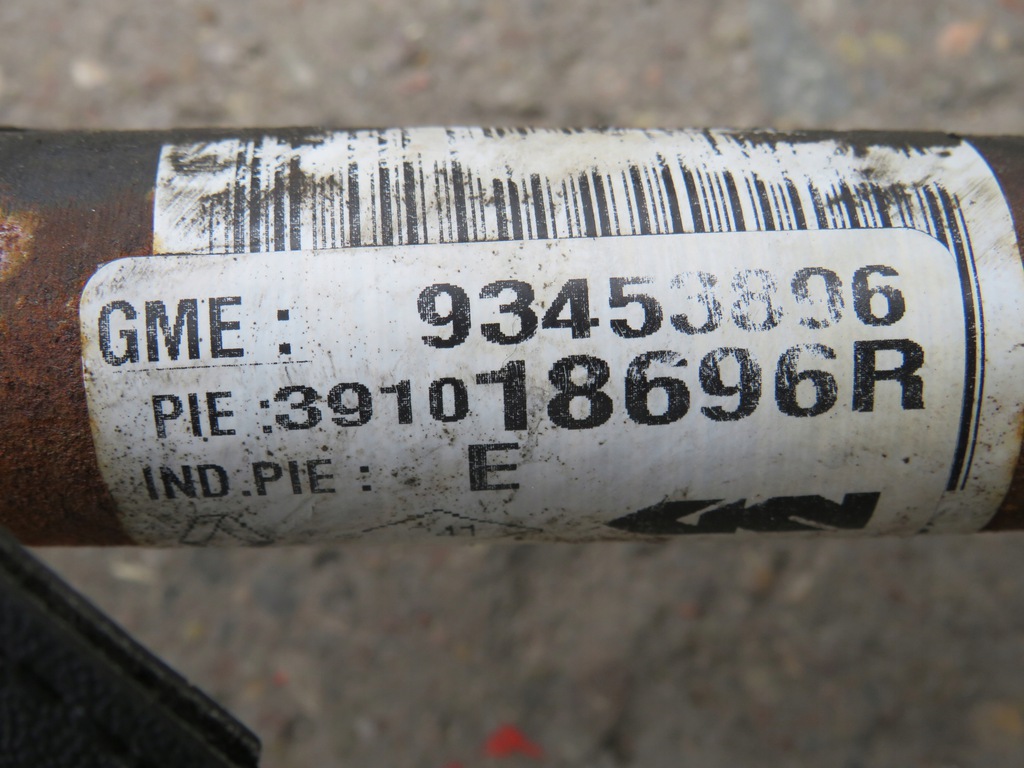 GME : 93453896
PIE :391018696R
IND.PIE : E